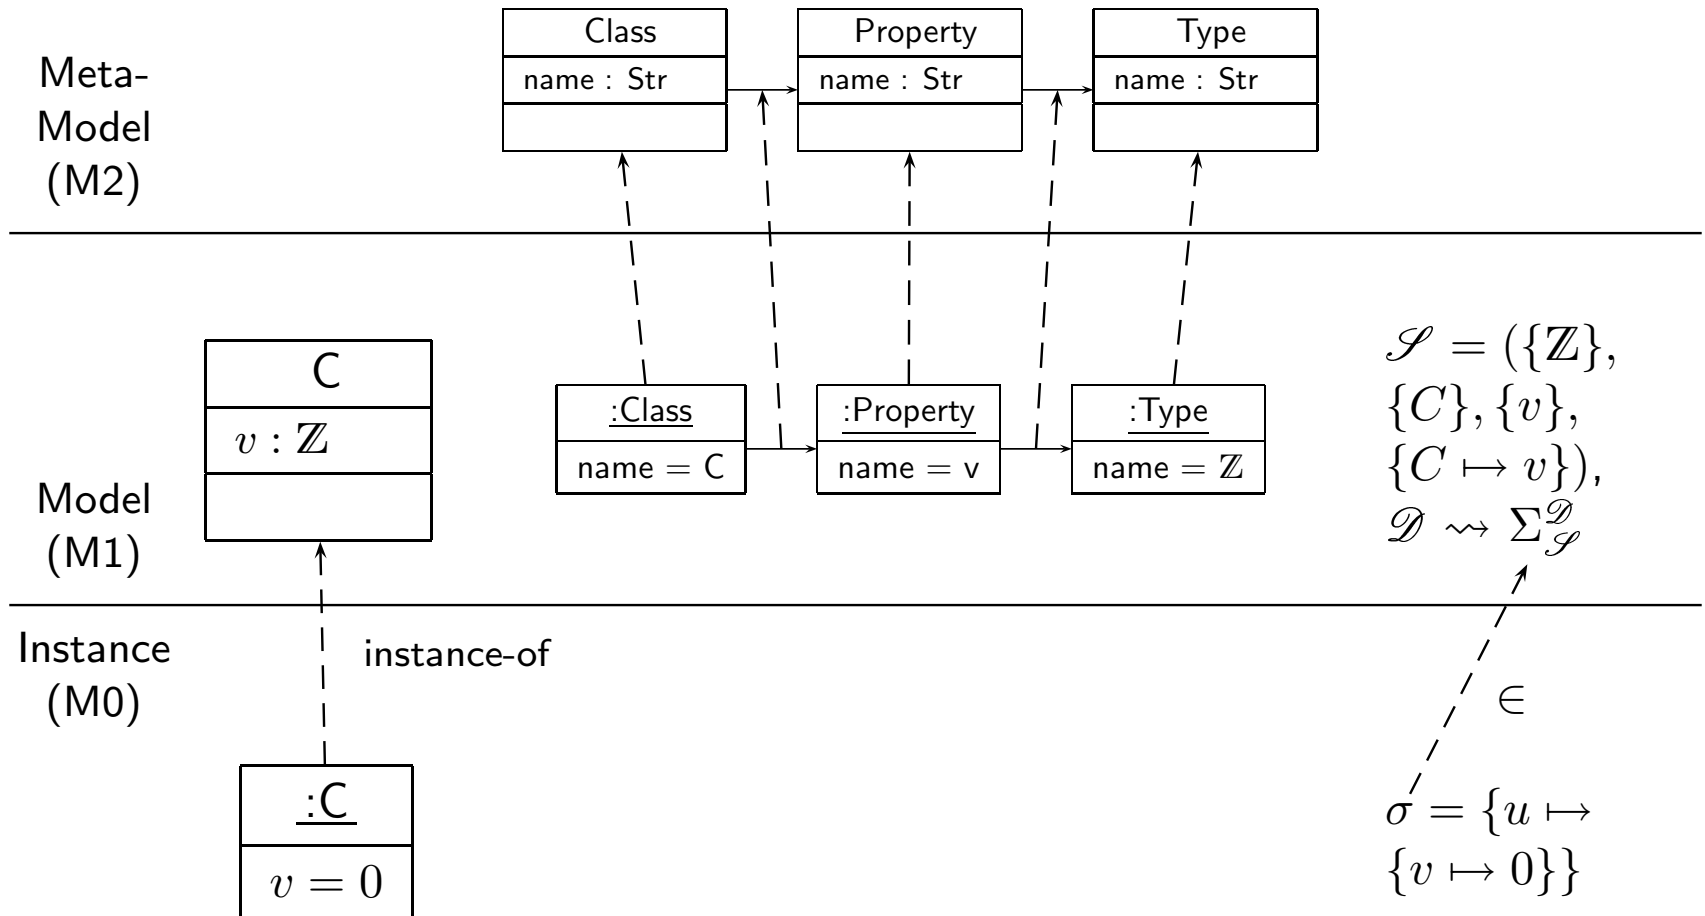 Meta-
Model
(M2)
Class
name : Str
Property
name : Str
Type
name : Str
Model
(M1)
C
v : ℤ
:Class
name = C
:Property
name = v
:Type
name = ℤ
𝒮 = ({ℤ},
{C}, {v},
{C ↦ v}),
𝒟 ⇝ Σ^𝒟_𝒮
Instance
(M0)
instance-of
:C
v = 0
∈
σ = {u ↦
{v ↦ 0}}